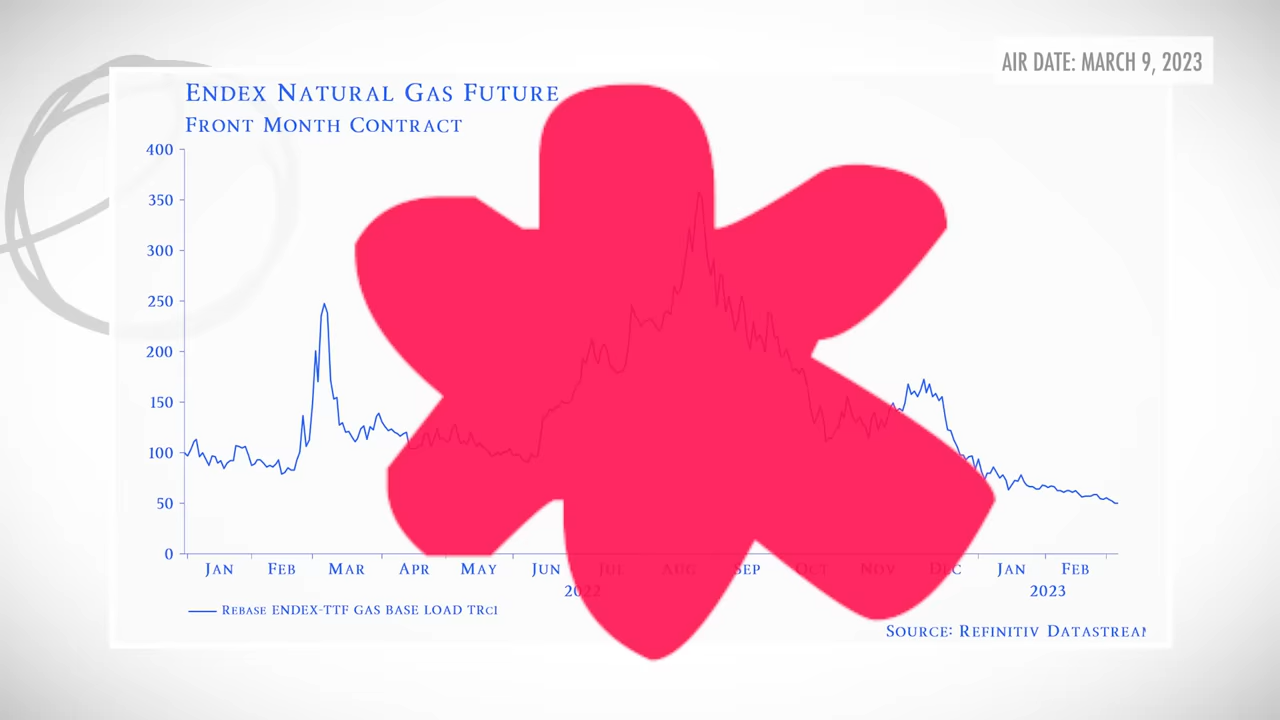 AIR DATE: MARCH 9, 2023
ENDEX NATURAL GAS FUTURE
FRONT MONTH CONTRACT
400
350
300
250
200
150
100
50
0
JAN FEB MAR APR MAY JUN JUL AUG SEP OCT NOV DEC JAN FEB
2022 2023
REBASE ENDEX-TTF GAS BASE LOAD TRC1
SOURCE: REFINITIV DATASTREAM